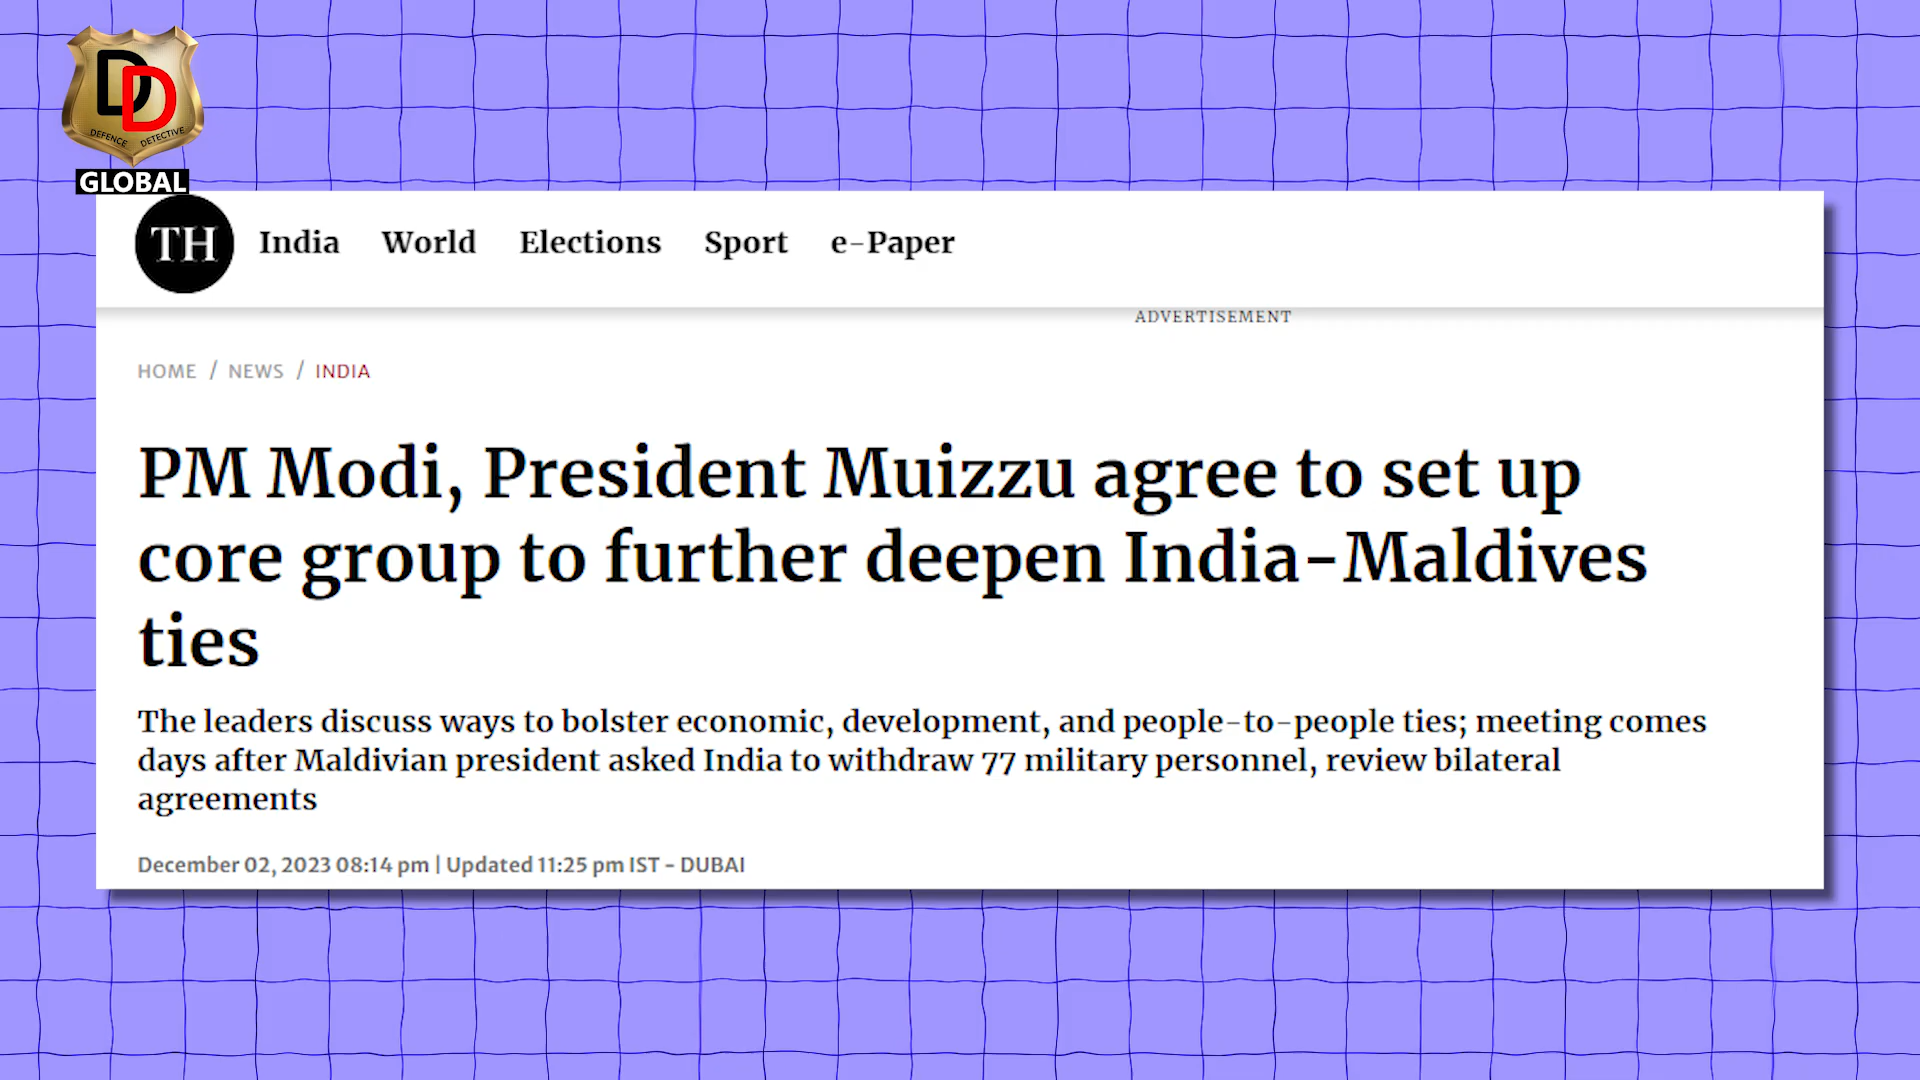 DD
DEFENCE DETECTIVE
GLOBAL
TH India World Elections Sport e-Paper
ADVERTISEMENT
HOME / NEWS / INDIA
PM Modi, President Muizzu agree to set up
core group to further deepen India-Maldives
ties
The leaders discuss ways to bolster economic, development, and people-to-people ties; meeting comes
days after Maldivian president asked India to withdraw 77 military personnel, review bilateral
agreements
December 02, 2023 08:14 pm | Updated 11:25 pm IST - DUBAI